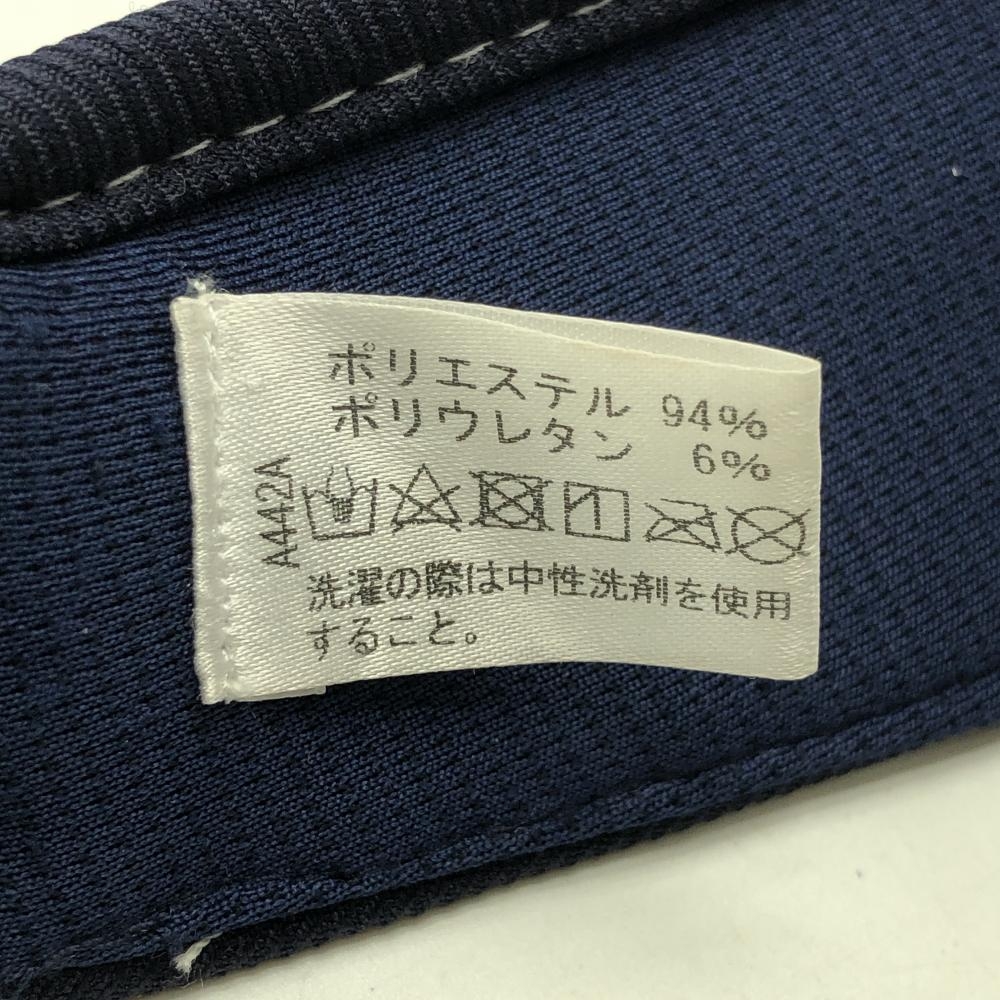 ポリエステル 94%
ポリウレタン 6%
A442A
洗濯の際は中性洗剤を使用
すること。